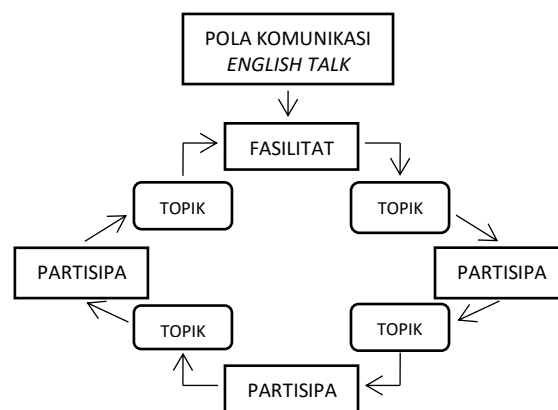 POLA KOMUNIKASI
ENGLISH TALK
FASILITAT
TOPIK
TOPIK
PARTISIPA
PARTISIPA
TOPIK
TOPIK
PARTISIPA